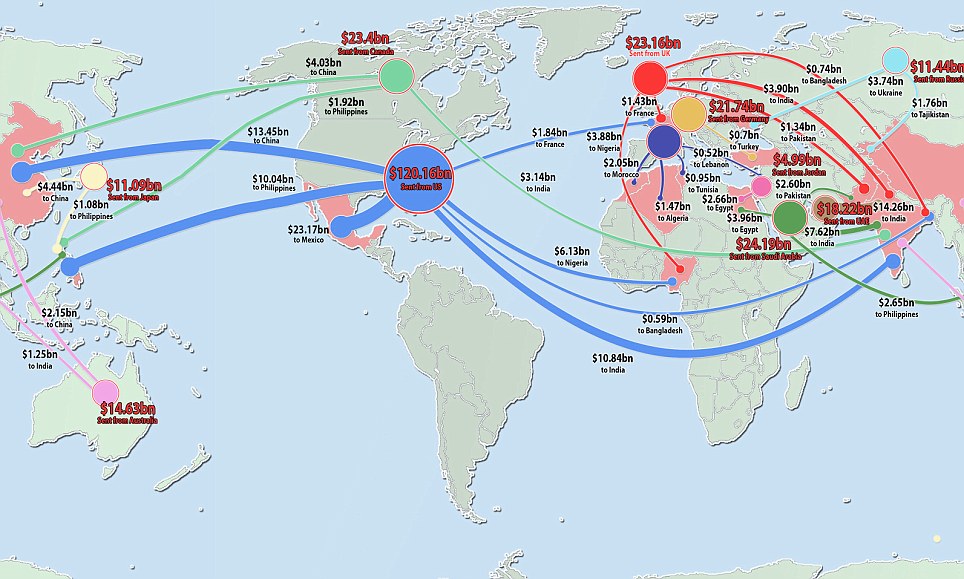 $23.4bn
Sent from Canada
$4.03bn
to China
$1.92bn
to Philippines
$13.45bn
to China
$10.04bn
to Philippines
$120.16bn
Sent from US
$23.17bn
to Mexico
$4.44bn
to China
$11.09bn
Sent from Japan
$1.08bn
to Philippines
$2.15bn
to China
$1.25bn
to India
$14.63bn
Sent from Australia
$1.84bn
to France
$3.14bn
to India
$6.13bn
to Nigeria
$0.59bn
to Bangladesh
$10.84bn
to India
$23.16bn
Sent from UK
$1.43bn
to France
$3.88bn
to Nigeria
$0.74bn
to Bangladesh
$3.90bn
to India
$1.34bn
to Pakistan
$21.74bn
Sent from Germany
$0.7bn
to Turkey
$2.05bn
to Morocco
$0.52bn
to Lebanon
$0.95bn
to Tunisia
$1.47bn
to Algeria
$2.66bn
to Egypt
$3.96bn
to Egypt
$4.99bn
Sent from Jordan
$2.60bn
to Pakistan
$18.22bn
Sent from UAE
$14.26bn
to India
$7.62bn
to India
$24.19bn
Sent from Saudi Arabia
$2.65bn
to Philippines
$11.44bn
Sent from Russia
$3.74bn
to Ukraine
$1.76bn
to Tajikistan